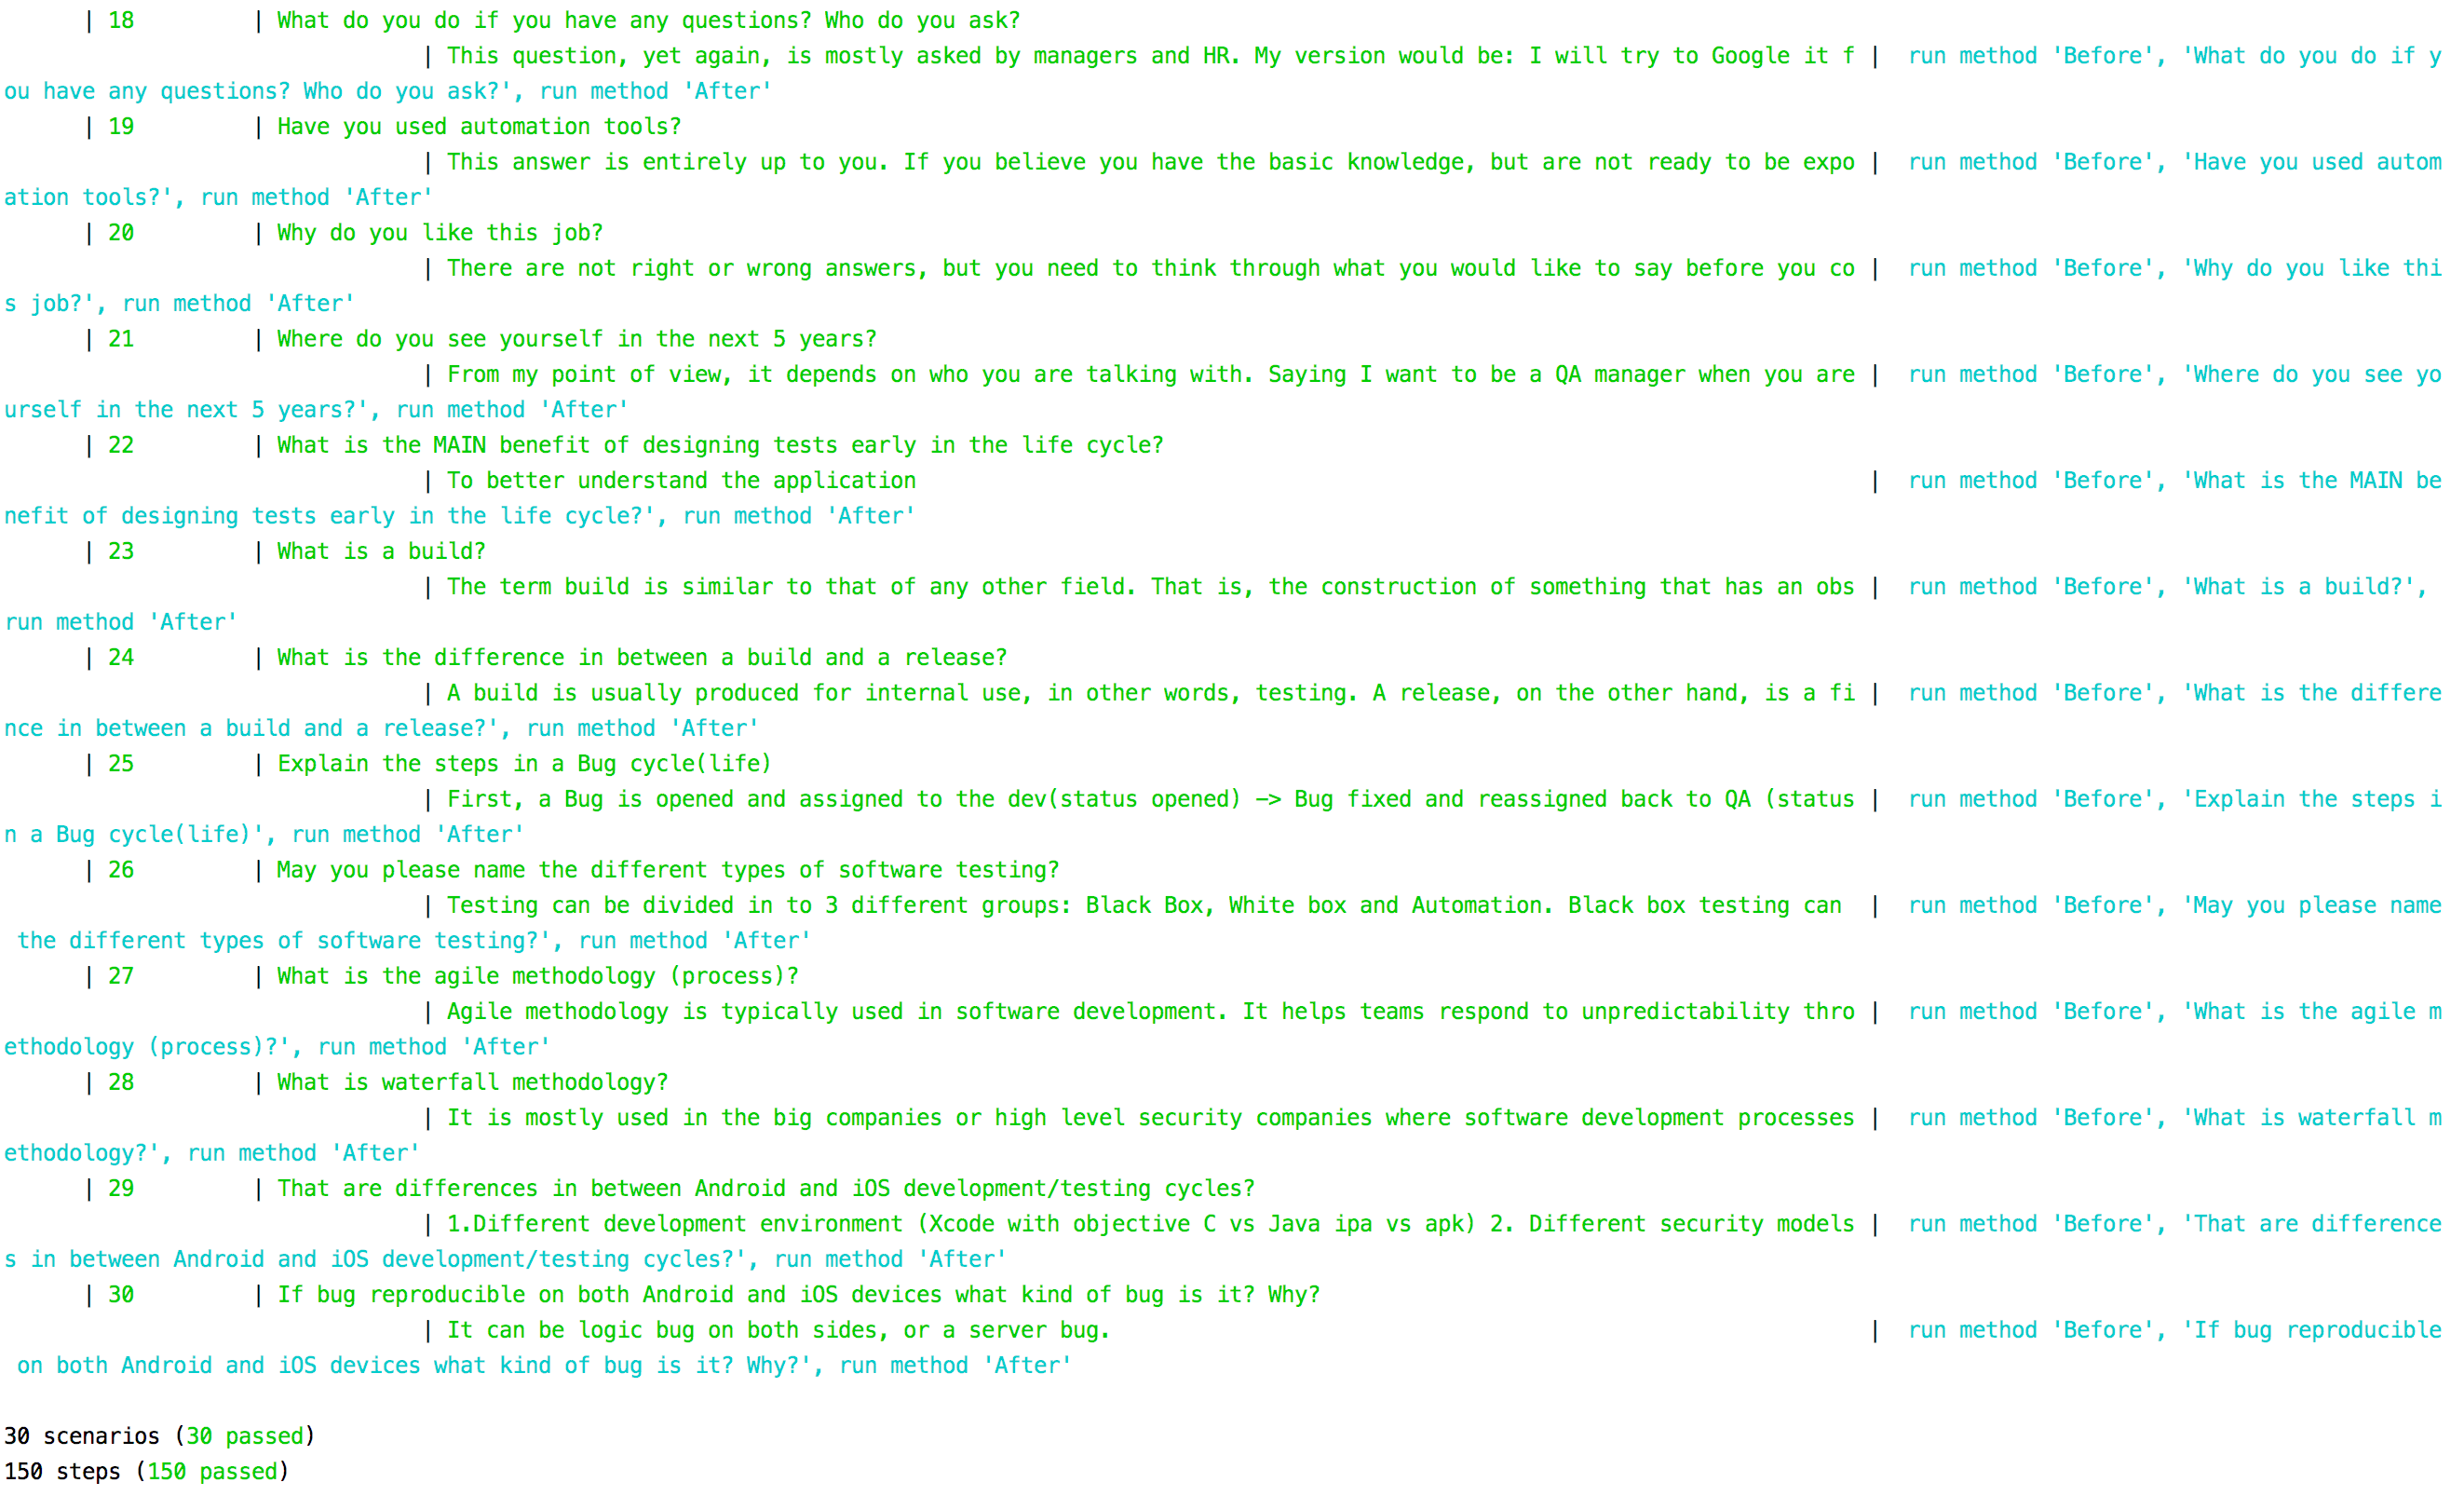 | 18 | What do you do if you have any questions? Who do you ask?
| This question, yet again, is mostly asked by managers and HR. My version would be: I will try to Google it f | run method 'Before', 'What do you do if y
ou have any questions? Who do you ask?', run method 'After'
| 19 | Have you used automation tools?
| This answer is entirely up to you. If you believe you have the basic knowledge, but are not ready to be expo | run method 'Before', 'Have you used autom
ation tools?', run method 'After'
| 20 | Why do you like this job?
| There are not right or wrong answers, but you need to think through what you would like to say before you co | run method 'Before', 'Why do you like thi
s job?', run method 'After'
| 21 | Where do you see yourself in the next 5 years?
| From my point of view, it depends on who you are talking with. Saying I want to be a QA manager when you are | run method 'Before', 'Where do you see yo
urself in the next 5 years?', run method 'After'
| 22 | What is the MAIN benefit of designing tests early in the life cycle?
| To better understand the application | run method 'Before', 'What is the MAIN be
nefit of designing tests early in the life cycle?', run method 'After'
| 23 | What is a build?
| The term build is similar to that of any other field. That is, the construction of something that has an obs | run method 'Before', 'What is a build?',
run method 'After'
| 24 | What is the difference in between a build and a release?
| A build is usually produced for internal use, in other words, testing. A release, on the other hand, is a fi | run method 'Before', 'What is the differe
nce in between a build and a release?', run method 'After'
| 25 | Explain the steps in a Bug cycle(life)
| First, a Bug is opened and assigned to the dev(status opened) —> Bug fixed and reassigned back to QA (status | run method 'Before', 'Explain the steps i
n a Bug cycle(life)', run method 'After'
| 26 | May you please name the different types of software testing?
| Testing can be divided in to 3 different groups: Black Box, White box and Automation. Black box testing can | run method 'Before', 'May you please name
the different types of software testing?', run method 'After'
| 27 | What is the agile methodology (process)?
| Agile methodology is typically used in software development. It helps teams respond to unpredictability thro | run method 'Before', 'What is the agile m
ethodology (process)?', run method 'After'
| 28 | What is waterfall methodology?
| It is mostly used in the big companies or high level security companies where software development processes | run method 'Before', 'What is waterfall m
ethodology?', run method 'After'
| 29 | That are differences in between Android and iOS development/testing cycles?
| 1.Different development environment (Xcode with objective C vs Java ipa vs apk) 2. Different security models | run method 'Before', 'That are difference
s in between Android and iOS development/testing cycles?', run method 'After'
| 30 | If bug reproducible on both Android and iOS devices what kind of bug is it? Why?
| It can be logic bug on both sides, or a server bug. | run method 'Before', 'If bug reproducible
on both Android and iOS devices what kind of bug is it? Why?', run method 'After'
30 scenarios (30 passed)
150 steps (150 passed)